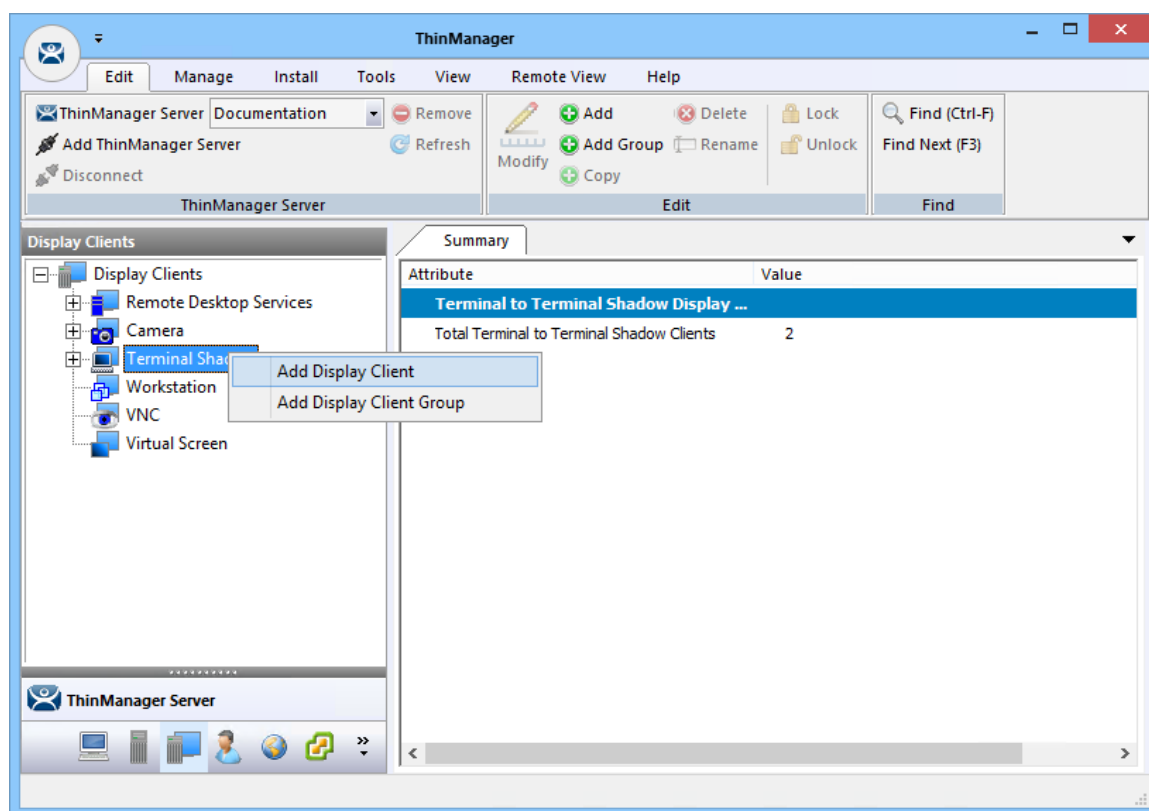 ThinManager
Edit Manage Install Tools View Remote View Help
ThinManager Server Documentation Remove Add Delete Lock Find (Ctrl-F)
Add ThinManager Server Refresh Modify Add Group Rename Unlock Find Next (F3)
Disconnect Copy
ThinManager Server Edit Find
Display Clients Summary
Display Clients
Remote Desktop Services
Camera
Terminal
Workstation
VNC
Virtual Screen
Attribute Value
Terminal to Terminal Shadow Display ...
Total Terminal to Terminal Shadow Clients 2
Add Display Client
Add Display Client Group
ThinManager Server